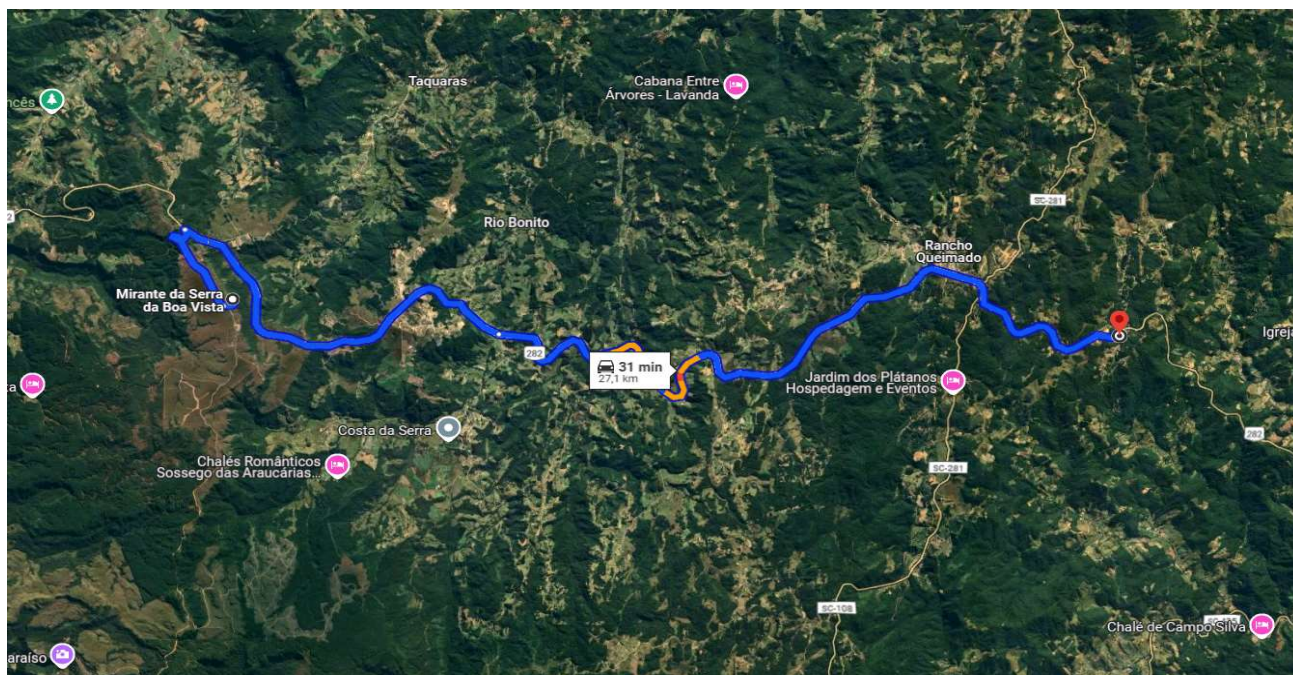 Taquaras
Cabana Entre
Árvores - Lavanda
ncês
SC-281
2
Rio Bonito
Rancho
Queimado
Mirante da Serra
da Boa Vista
Igreja
282
31 min
27,1 km
Jardim dos Plátanos
Hospedagem e Eventos
ta
Costa da Serra
282
Chalés Românticos
Sossego das Araucárias...
SC-281
SC-108
Chalé de Campo Silva
araíso